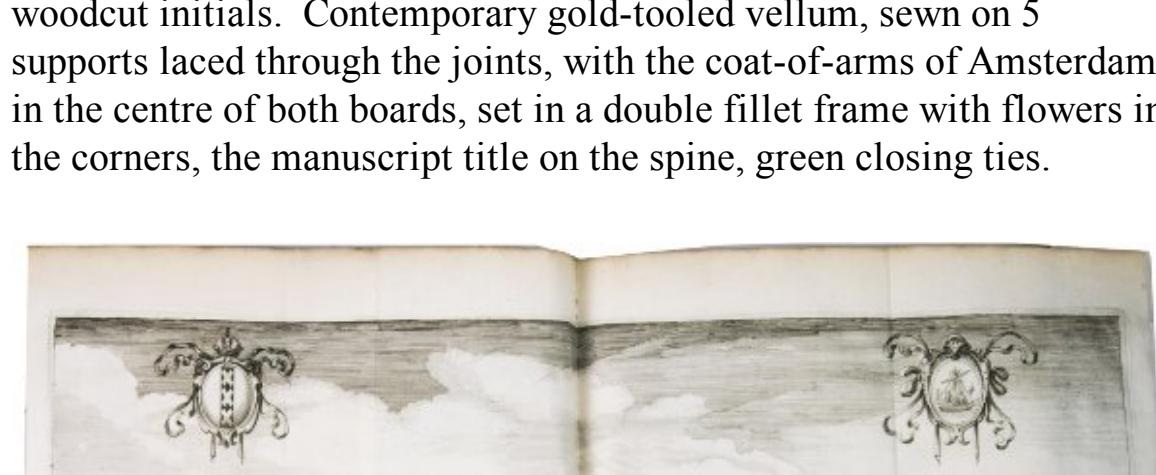 woodcut initials. Contemporary gold-tooled vellum, sewn on 5
supports laced through the joints, with the coat-of-arms of Amsterdam
in the centre of both boards, set in a double fillet frame with flowers in
the corners, the manuscript title on the spine, green closing ties.